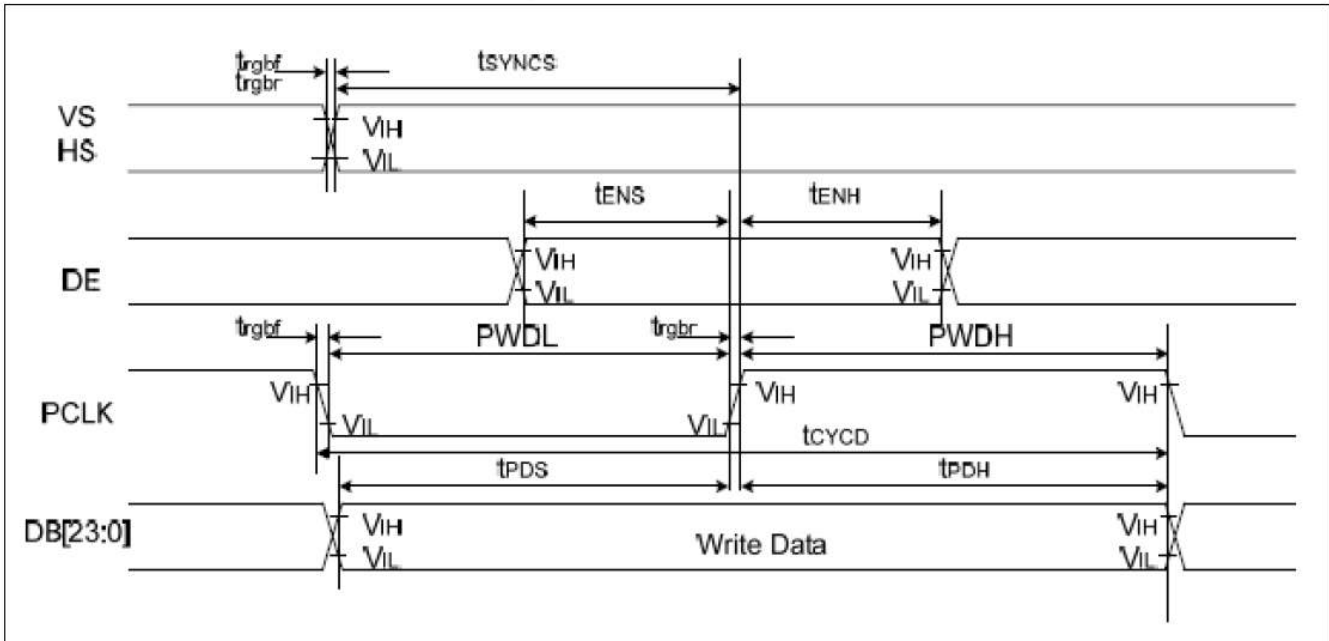 trgbf
trgbr
tSYNCS
VS
HS
VIH
VIL
tENS
tENH
DE
VIH
VIL
VIH
VIL
trgbf
PWDL
trgbr
PWDH
PCLK
VIH
VIL
VIL
VIH
VIH
tCYCD
tPDS
tPDH
DB[23:0]
VIH
VIL
Write Data
VIH
VIL